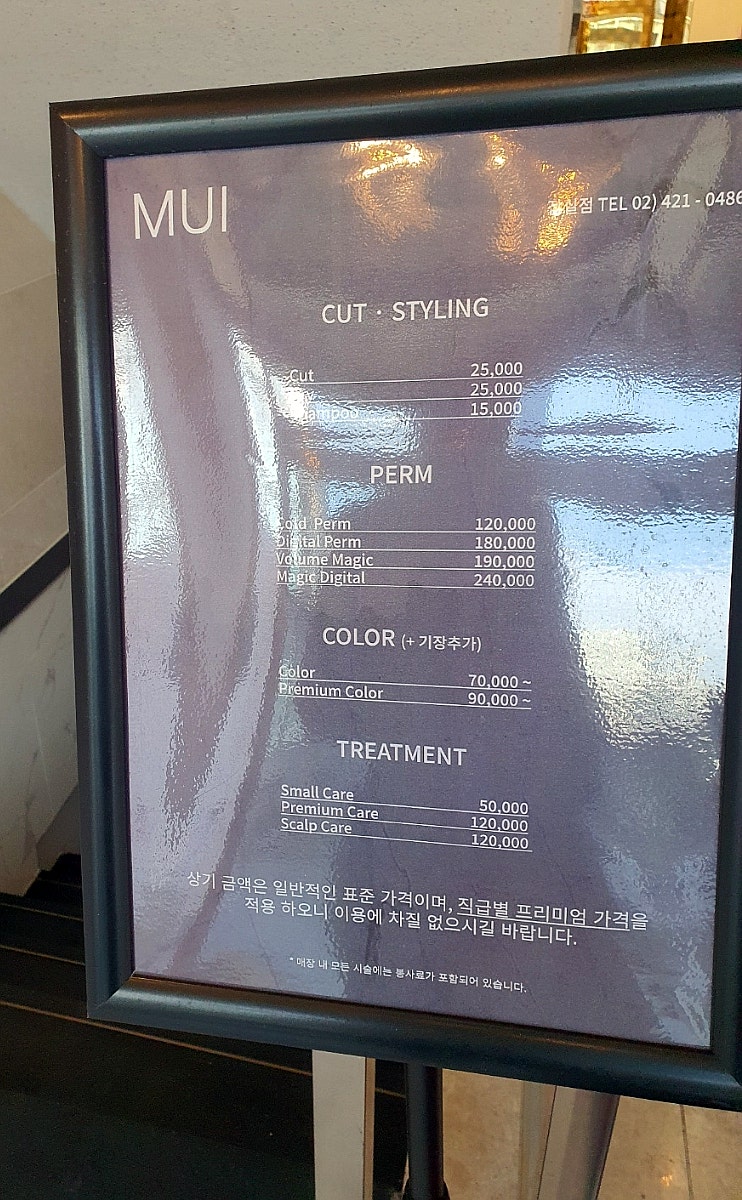 MUI
잠실점 TEL 02) 421 - 0486
CUT · STYLING
Cut 25,000
25,000
Shampoo 15,000
PERM
Cold Perm 120,000
Digital Perm 180,000
Volume Magic 190,000
Magic Digital 240,000
COLOR (+ 기장추가)
Color 70,000 ~
Premium Color 90,000 ~
TREATMENT
Small Care 50,000
Premium Care 120,000
Scalp Care 120,000
상기 금액은 일반적인 표준 가격이며, 직급별 프리미엄 가격을
적용 하오니 이용에 차질 없으시길 바랍니다.
* 매장 내 모든 시술에는 봉사료가 포함되어 있습니다.